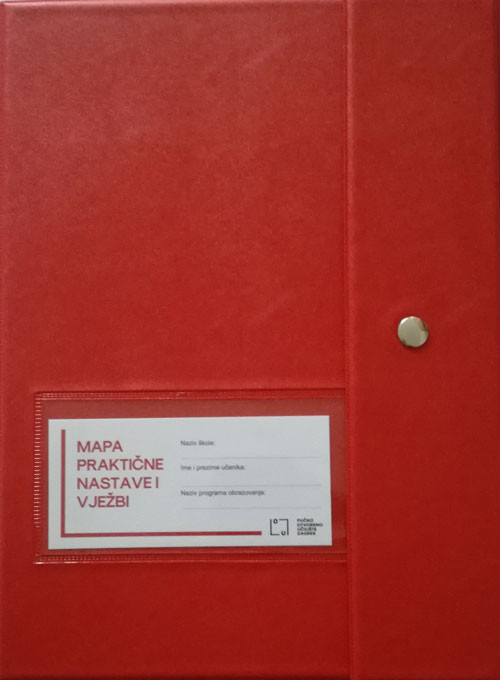 MAPA
PRAKTIČNE
NASTAVE I
VJEŽBI
Naziv škole:
Ime i prezime učenika:
Naziv programa obrazovanja:
O
U
PUČKO
OTVORENO
UČILIŠTE
ZAGREB